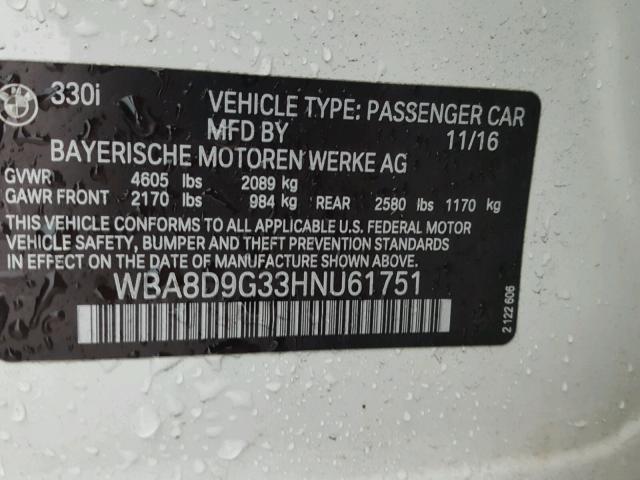 330i
VEHICLE TYPE: PASSENGER CAR
MFD BY 11/16
BAYERISCHE MOTOREN WERKE AG
GVWR 4605 lbs 2089 kg
GAWR FRONT 2170 lbs 984 kg REAR 2580 lbs 1170 kg
THIS VEHICLE CONFORMS TO ALL APPLICABLE U.S. FEDERAL MOTOR
VEHICLE SAFETY, BUMPER AND THEFT PREVENTION STANDARDS
IN EFFECT ON THE DATE OF MANUFACTURE SHOWN ABOVE.
WBA8D9G33HNU61751
2 122 606